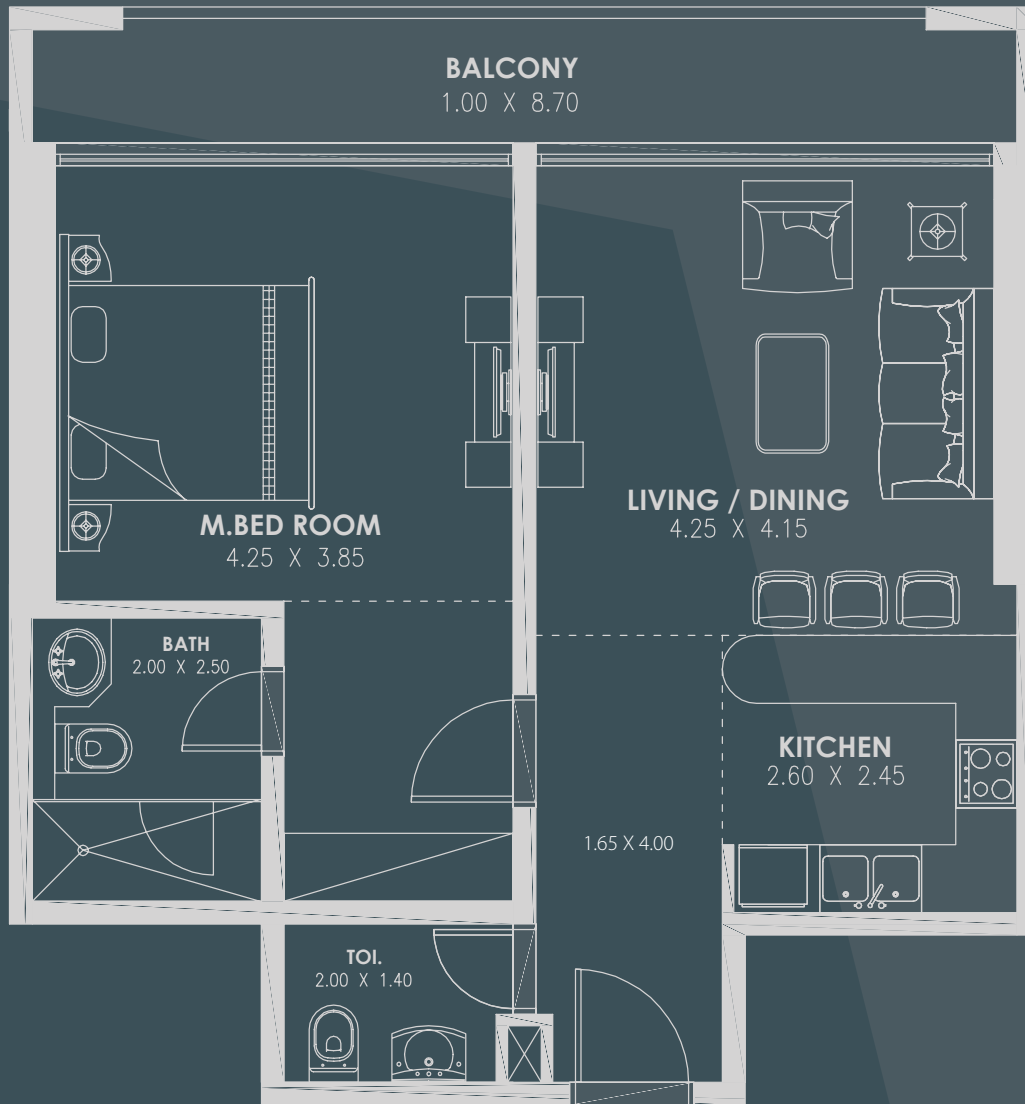 BALCONY
1.00 X 8.70
M.BED ROOM
4.25 X 3.85
LIVING / DINING
4.25 X 4.15
BATH
2.00 X 2.50
KITCHEN
2.60 X 2.45
1.65 X 4.00
TOI.
2.00 X 1.40